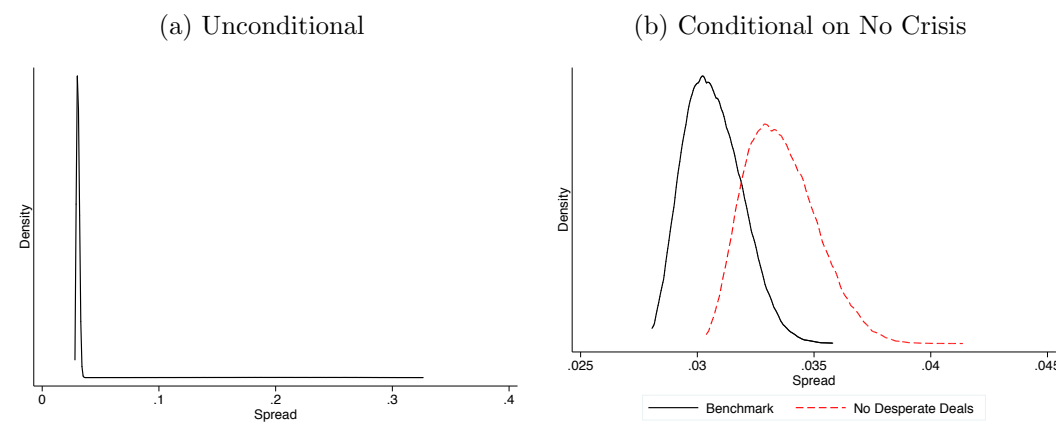 (a) Unconditional
Density
0 .1 .2 .3 .4
Spread
(b) Conditional on No Crisis
Density
.025 .03 .035 .04 .045
Spread
Benchmark No Desperate Deals